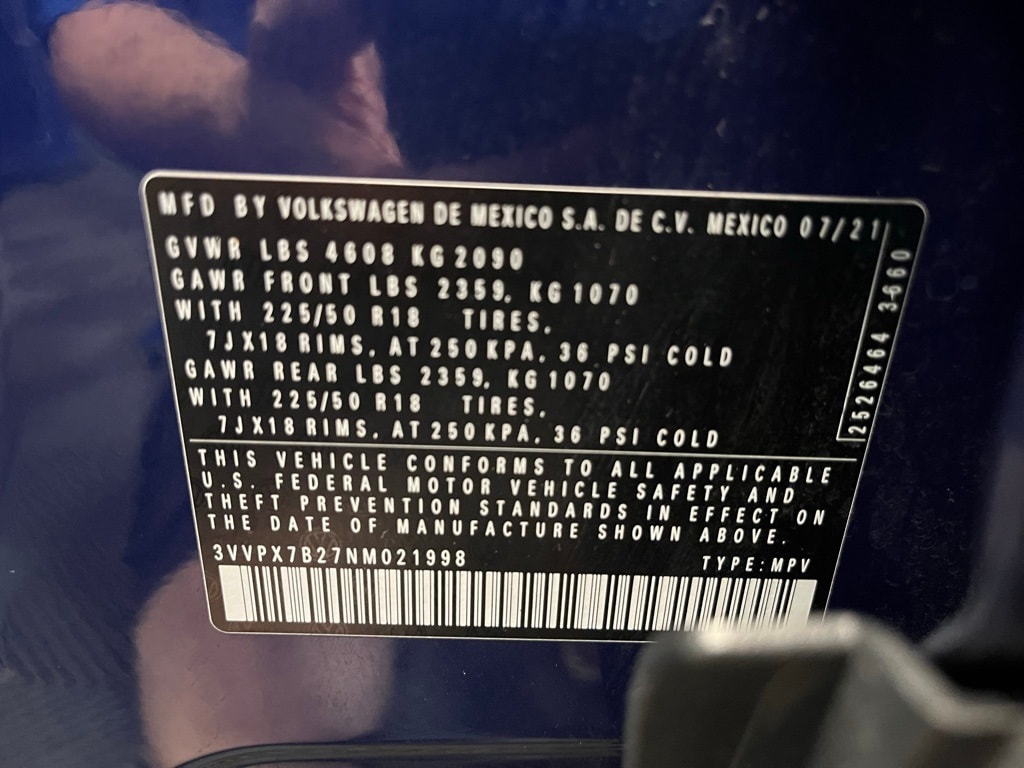 MFD BY VOLKSWAGEN DE MEXICO S.A. DE C.V. MEXICO 07/21
GVWR LBS 4608 KG 2090
GAWR FRONT LBS 2359. KG 1070
WITH 225/50 R18 TIRES.
7JX18 RIMS. AT 250 KPA. 36 PSI COLD
GAWR REAR LBS 2359. KG 1070
WITH 225/50 R18 TIRES.
7JX18 RIMS. AT 250 KPA. 36 PSI COLD
2526464 3660
THIS VEHICLE CONFORMS TO ALL APPLICABLE
U.S. FEDERAL MOTOR VEHICLE SAFETY AND
THEFT PREVENTION STANDARDS IN EFFECT ON
THE DATE OF MANUFACTURE SHOWN ABOVE.
3VVPX7B27NM021998 TYPE:MPV